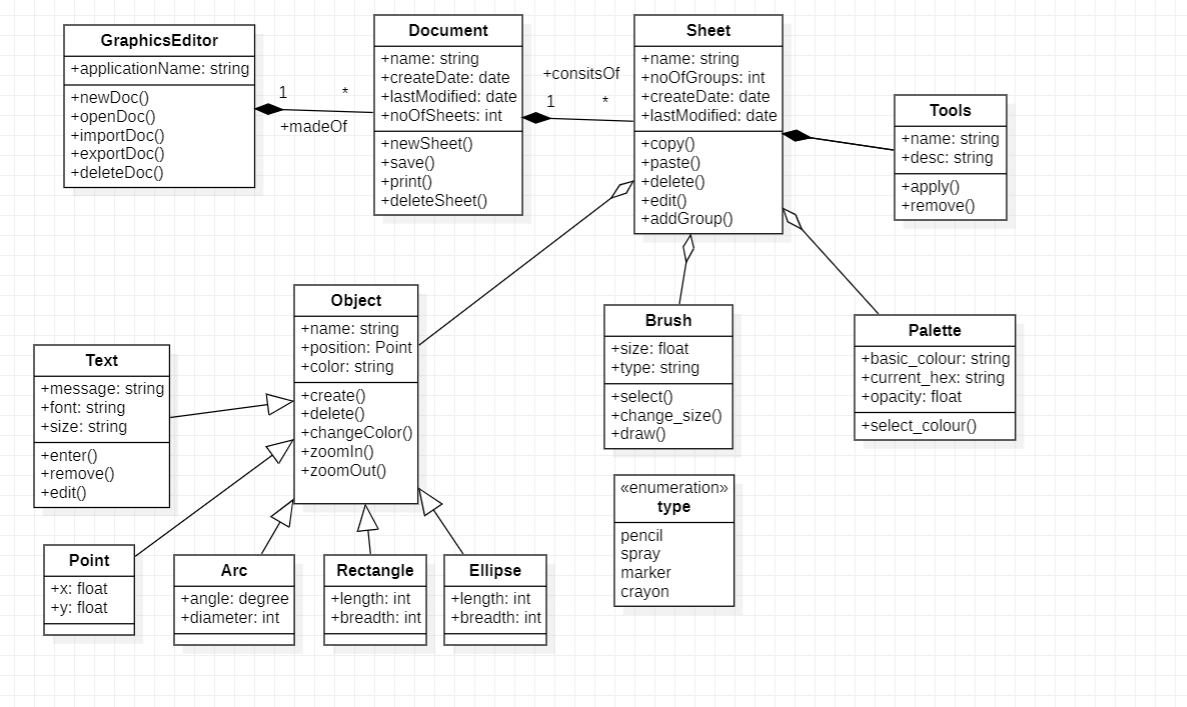 GraphicsEditor
+applicationName: string
+newDoc()
+openDoc()
+importDoc()
+exportDoc()
+deleteDoc()
1
*
+madeOf
Document
+name: string
+createDate: date
+lastModified: date
+noOfSheets: int
+newSheet()
+save()
+print()
+deleteSheet()
+consitsOf
1
*
Sheet
+name: string
+noOfGroups: int
+createDate: date
+lastModified: date
+copy()
+paste()
+delete()
+edit()
+addGroup()
Tools
+name: string
+desc: string
+apply()
+remove()
Object
+name: string
+position: Point
+color: string
+create()
+delete()
+changeColor()
+zoomIn()
+zoomOut()
Brush
+size: float
+type: string
+select()
+change_size()
+draw()
Palette
+basic_colour: string
+current_hex: string
+opacity: float
+select_colour()
Text
+message: string
+font: string
+size: string
+enter()
+remove()
+edit()
«enumeration»
type
pencil
spray
marker
crayon
Point
+x: float
+y: float
Arc
+angle: degree
+diameter: int
Rectangle
+length: int
+breadth: int
Ellipse
+length: int
+breadth: int